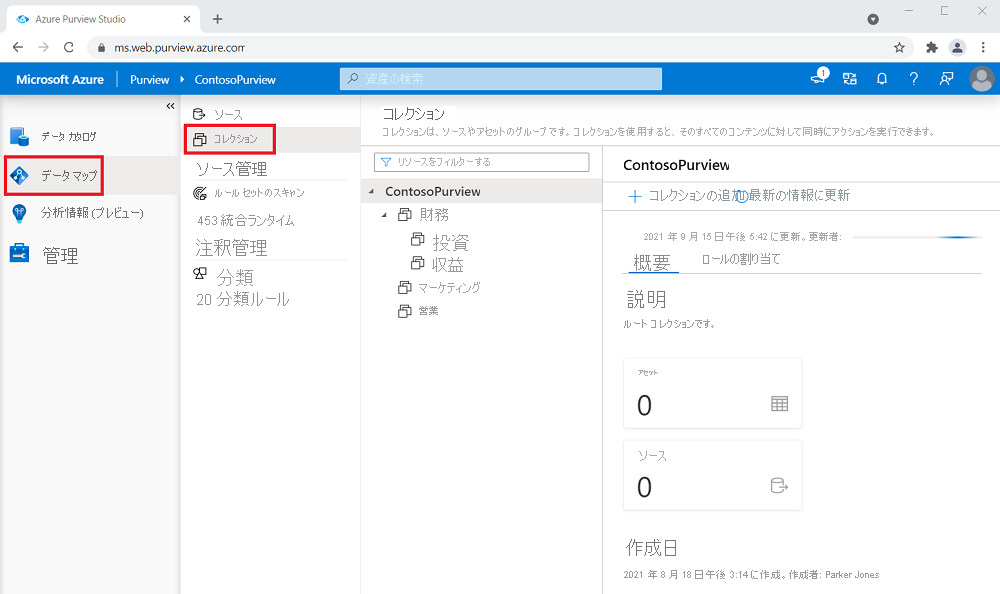 Azure Purview Studio
ms.web.purview.azure.com
Microsoft Azure
Purview
ContosoPurview
資産の検索
1
データ カタログ
データ マップ
分析情報 (プレビュー)
管理
ソース
コレクション
ソース管理
ルール セットのスキャン
453 統合ランタイム
注釈管理
分類
20 分類ルール
コレクション
コレクションは、ソースやアセットのグループです。コレクションを使用すると、そのすべてのコンテンツに対して同時にアクションを実行できます。
リソースをフィルターする
ContosoPurview
財務
投資
収益
マーケティング
営業
ContosoPurview
コレクションの追加 最新の情報に更新
2021 年 9 月 15 日午後 5:42 に更新。更新者:
概要
ロールの割り当て
説明
ルート コレクションです。
アセット
0
ソース
0
作成日
2021 年 8 月 18 日午後 3:14 に作成。作成者: Parker Jones